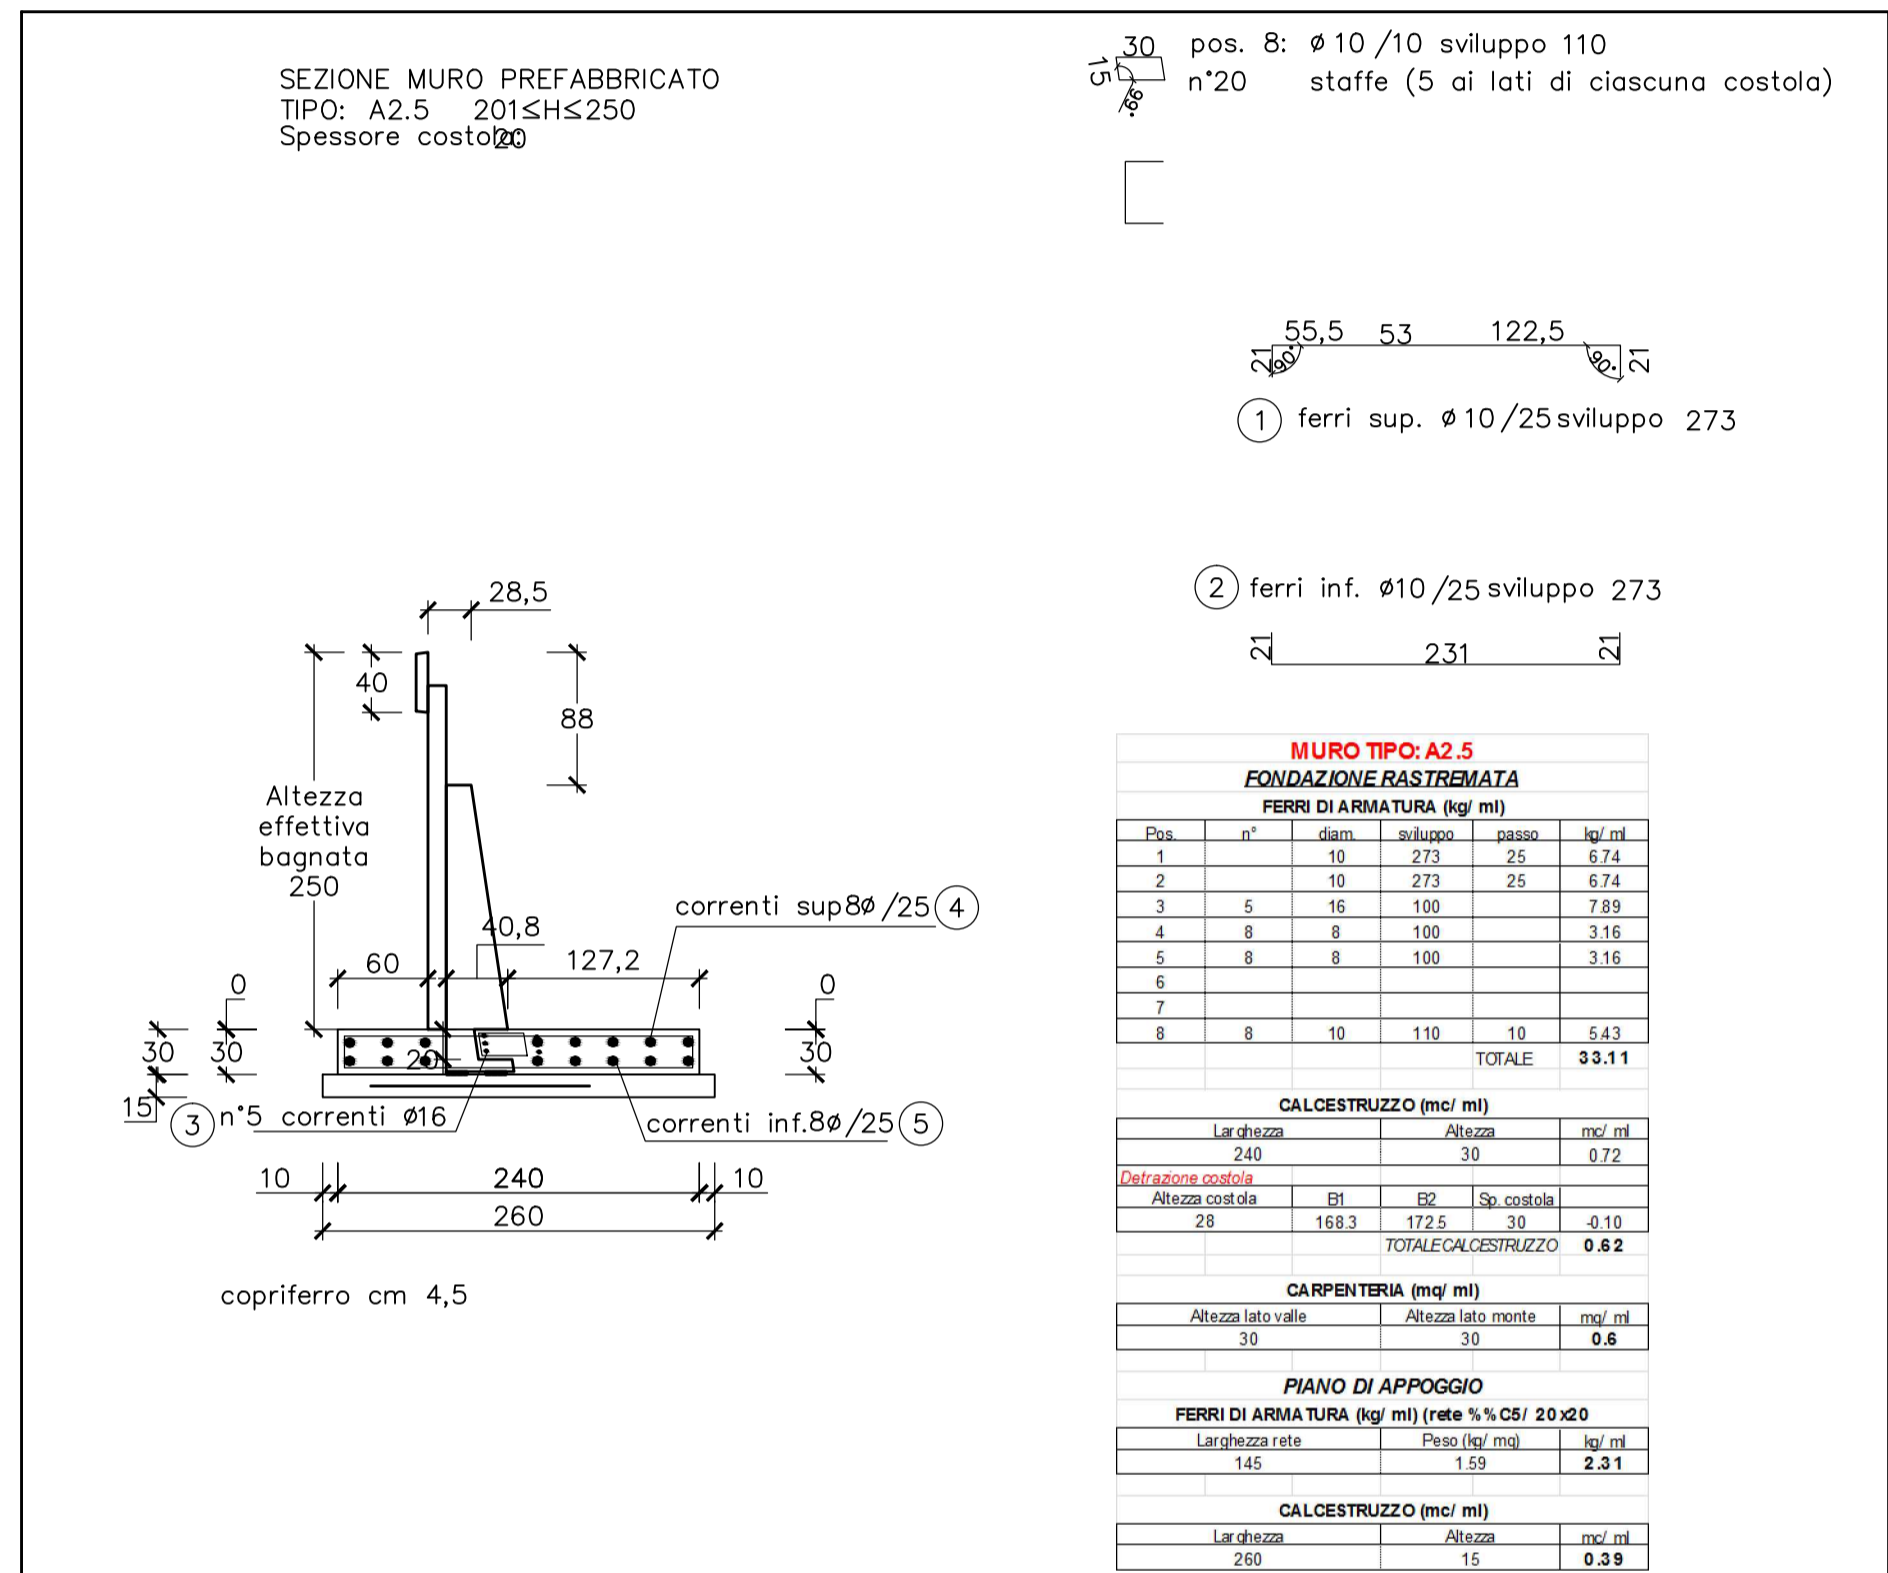 SEZIONE MURO PREFABBRICATO
TIPO: A2.5 201≤H≤250
Spessore costola: 20
30 pos. 8: ø 10 /10 sviluppo 110
15 n°20 staffe (5 ai lati di ciascuna costola)
99°
55,5 53 122,5
21 90° 90° 21
1 ferri sup. ø 10 /25 sviluppo 273
2 ferri inf. ø10 /25 sviluppo 273
21 231 21
28,5
40
88
Altezza
effettiva
bagnata
250
correnti sup8ø /25 4
40,8
60 127,2
0 0
30 30 20 30
15
3 n°5 correnti ø16
correnti inf.8ø/25 5
10 240 10
260
copriferro cm 4,5
MURO TIPO: A2.5
FONDAZIONE RASTREMATA
FERRI DI ARMATURA (kg/ ml)
Pos. n° diam. sviluppo passo kg/ ml
1 10 273 25 6.74
2 10 273 25 6.74
3 5 16 100 7.89
4 8 8 100 3.16
5 8 8 100 3.16
6
7
8 8 10 110 10 5.43
TOTALE 33.11
CALCESTRUZZO (mc/ ml)
Larghezza Altezza mc/ ml
240 30 0.72
Detrazione costola
Altezza costola B1 B2 Sp. costola
28 168.3 172.5 30 -0.10
TOTALE CALCESTRUZZO 0.62
CARPENTERIA (mq/ ml)
Altezza lato valle Altezza lato monte mq/ ml
30 30 0.6
PIANO DI APPOGGIO
FERRI DI ARMATURA (kg/ ml) (rete %%C5/ 20x20
Larghezza rete Peso (kg/ mq) kg/ ml
145 1.59 2.31
CALCESTRUZZO (mc/ ml)
Larghezza Altezza mc/ ml
260 15 0.39